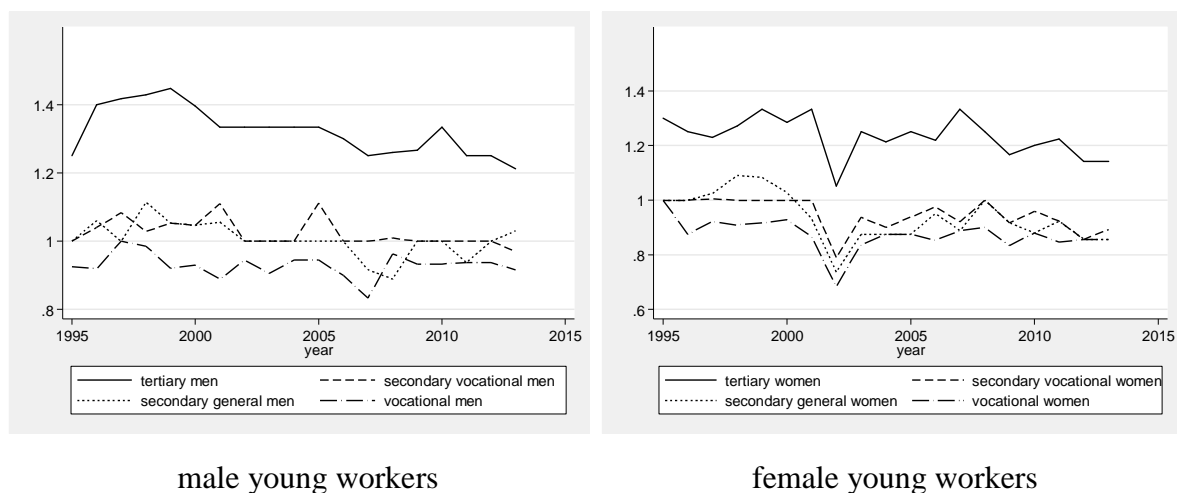 1.4
1.2
1
.8
1995 2000 2005 2010 2015
year
tertiary men
secondary vocational men
secondary general men
vocational men
male young workers
1.4
1.2
1
.8
.6
1995 2000 2005 2010 2015
year
tertiary women
secondary vocational women
secondary general women
vocational women
female young workers